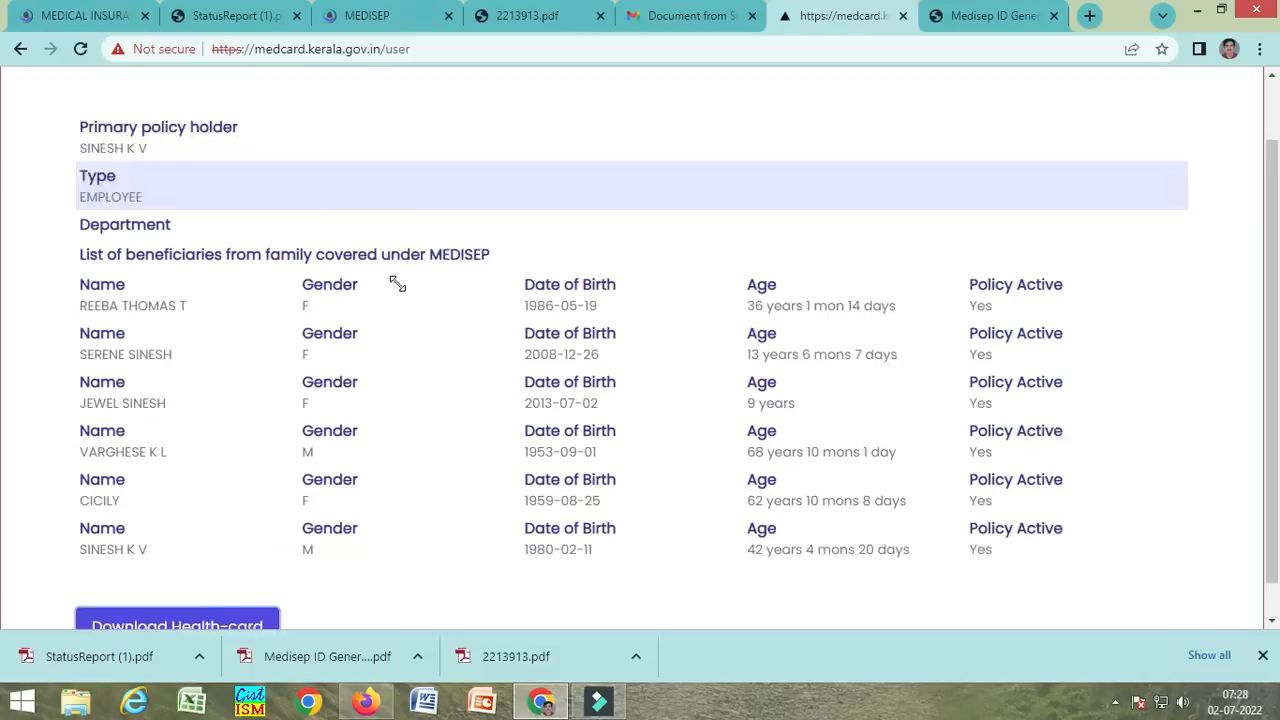 MEDICAL INSURA
StatusReport (1).p
MEDISEP
2213913.pdf
Document from S
https://medcard.k
Medisep ID Gene
Not secure https://medcard.kerala.gov.in/user
Primary policy holder
SINESH K V
Type
EMPLOYEE
Department
List of beneficiaries from family covered under MEDISEP
Name Gender Date of Birth Age Policy Active
REEBA THOMAS T F 1986-05-19 36 years 1 mon 14 days Yes
Name Gender Date of Birth Age Policy Active
SERENE SINESH F 2008-12-26 13 years 6 mons 7 days Yes
Name Gender Date of Birth Age Policy Active
JEWEL SINESH F 2013-07-02 9 years Yes
Name Gender Date of Birth Age Policy Active
VARGHESE K L M 1953-09-01 68 years 10 mons 1 day Yes
Name Gender Date of Birth Age Policy Active
CICILY F 1959-08-25 62 years 10 mons 8 days Yes
Name Gender Date of Birth Age Policy Active
SINESH K V M 1980-02-11 42 years 4 mons 20 days Yes
Download Health-card
StatusReport (1).pdf Medisep ID Gener....pdf 2213913.pdf Show all
Gist
ISM
07:28
02-07-2022